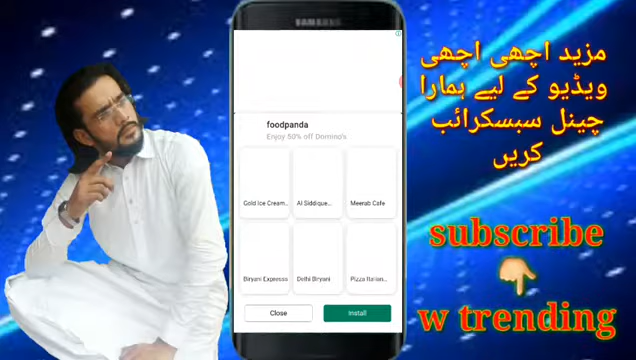 SAMSUNG
foodpanda
Enjoy 50% off Domino's
Gold Ice Cream..
Al Siddique...
Meerab Cafe
Biryani Expresss
Delhi Biryani
Pizza Italian...
Close
Install
مزید اچھی اچھی
ویڈیو کے لیے ہمارا
چینل سبسکرائب
کریں
subscribe
w trending